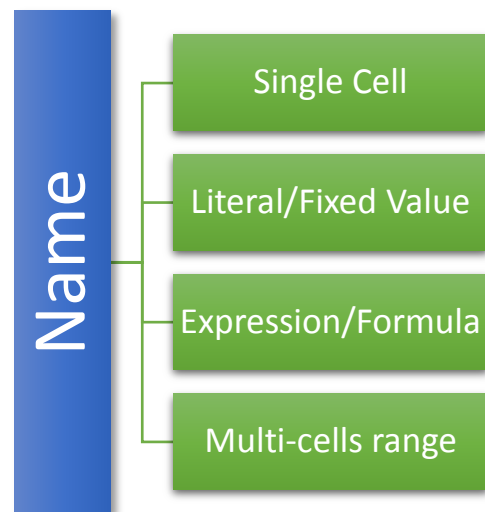 Name
Single Cell
Literal/Fixed Value
Expression/Formula
Multi-cells range